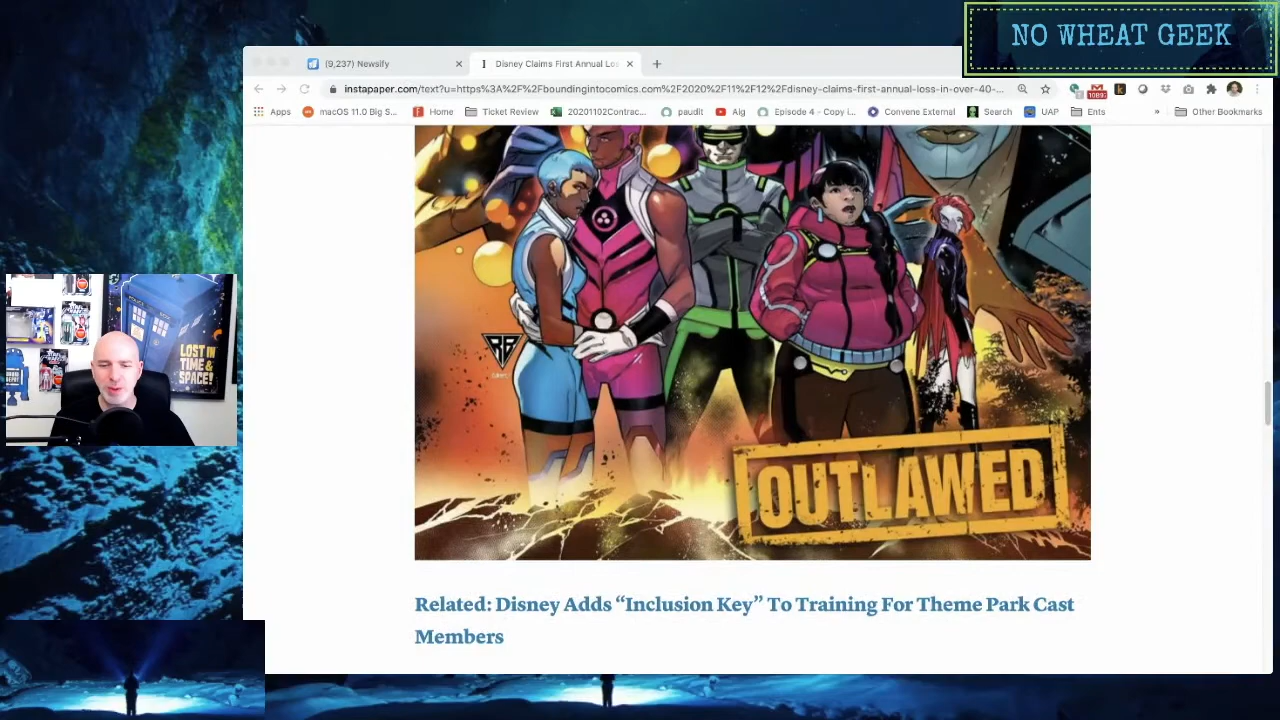 NO WHEAT GEEK
(9,237) Newsify
Disney Claims First Annual Los
instapaper.com/text?u=https%3A%2F%2Fboundingintocomics.com%2F2020%2F11%2F12%2Fdisney-claims-first-annual-loss-in-over-40-...
Apps
macOS 11.0 Big S...
Home
Ticket Review
20201102Contrac...
paudit
Alg
Episode 4 - Copy i...
Convene External
Search
UAP
Ents
»
Other Bookmarks
LOST IN
TIME &
SPACE!
RB
OUTLAWED
Related: Disney Adds “Inclusion Key” To Training For Theme Park Cast
Members